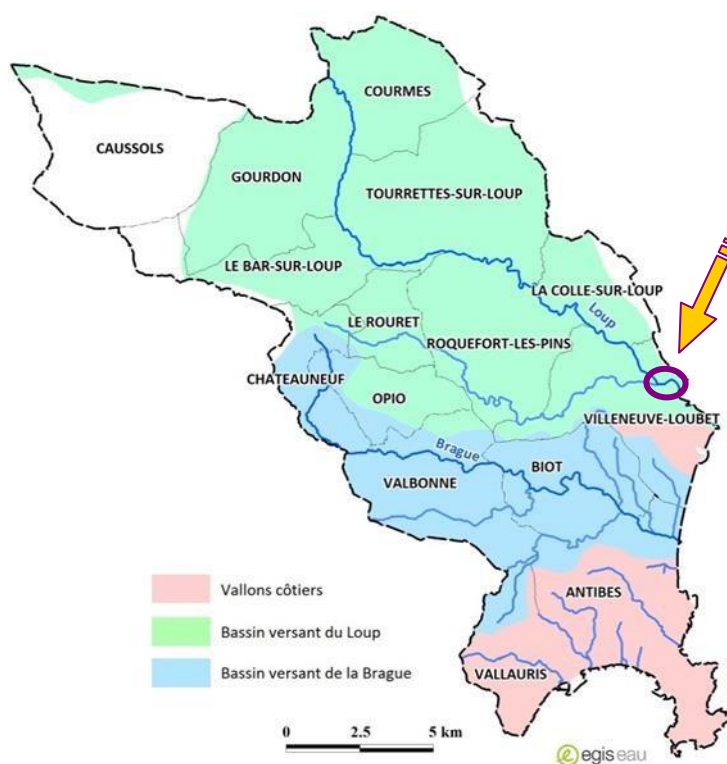 COURMES
CAUSSOLS
GOURDON
TOURRETTES-SUR-LOUP
LE BAR-SUR-LOUP
LA COLLE-SUR-LOUP
Loup
LE ROURET
ROQUEFORT-LES-PINS
CHATEAUNEUF
OPIO
VILLENEUVE-LOUBET
Brague
BIOT
VALBONNE
Vallons côtiers
ANTIBES
Bassin versant du Loup
Bassin versant de la Brague
VALLAURIS
0 2.5 5 km
egis eau